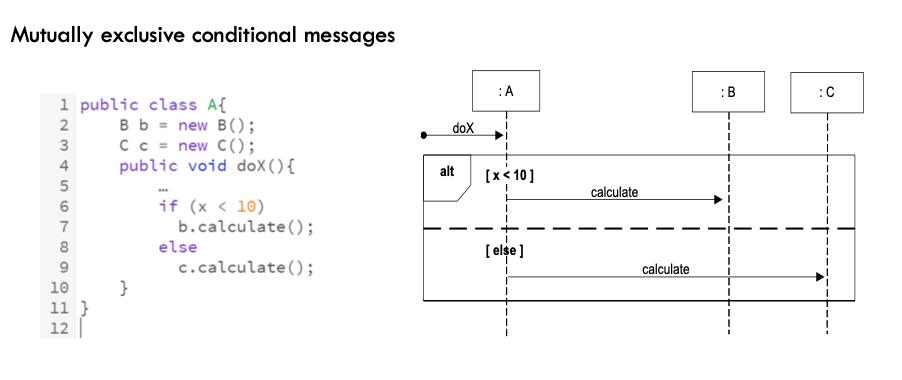 Mutually exclusive conditional messages
1 public class A{
2 B b = new B();
3 C c = new C();
4 public void doX(){
5 …
6 if (x < 10)
7 b.calculate();
8 else
9 c.calculate();
10 }
11 }
12
: A
: B
: C
doX
alt
[ x < 10 ]
calculate
[ else ]
calculate